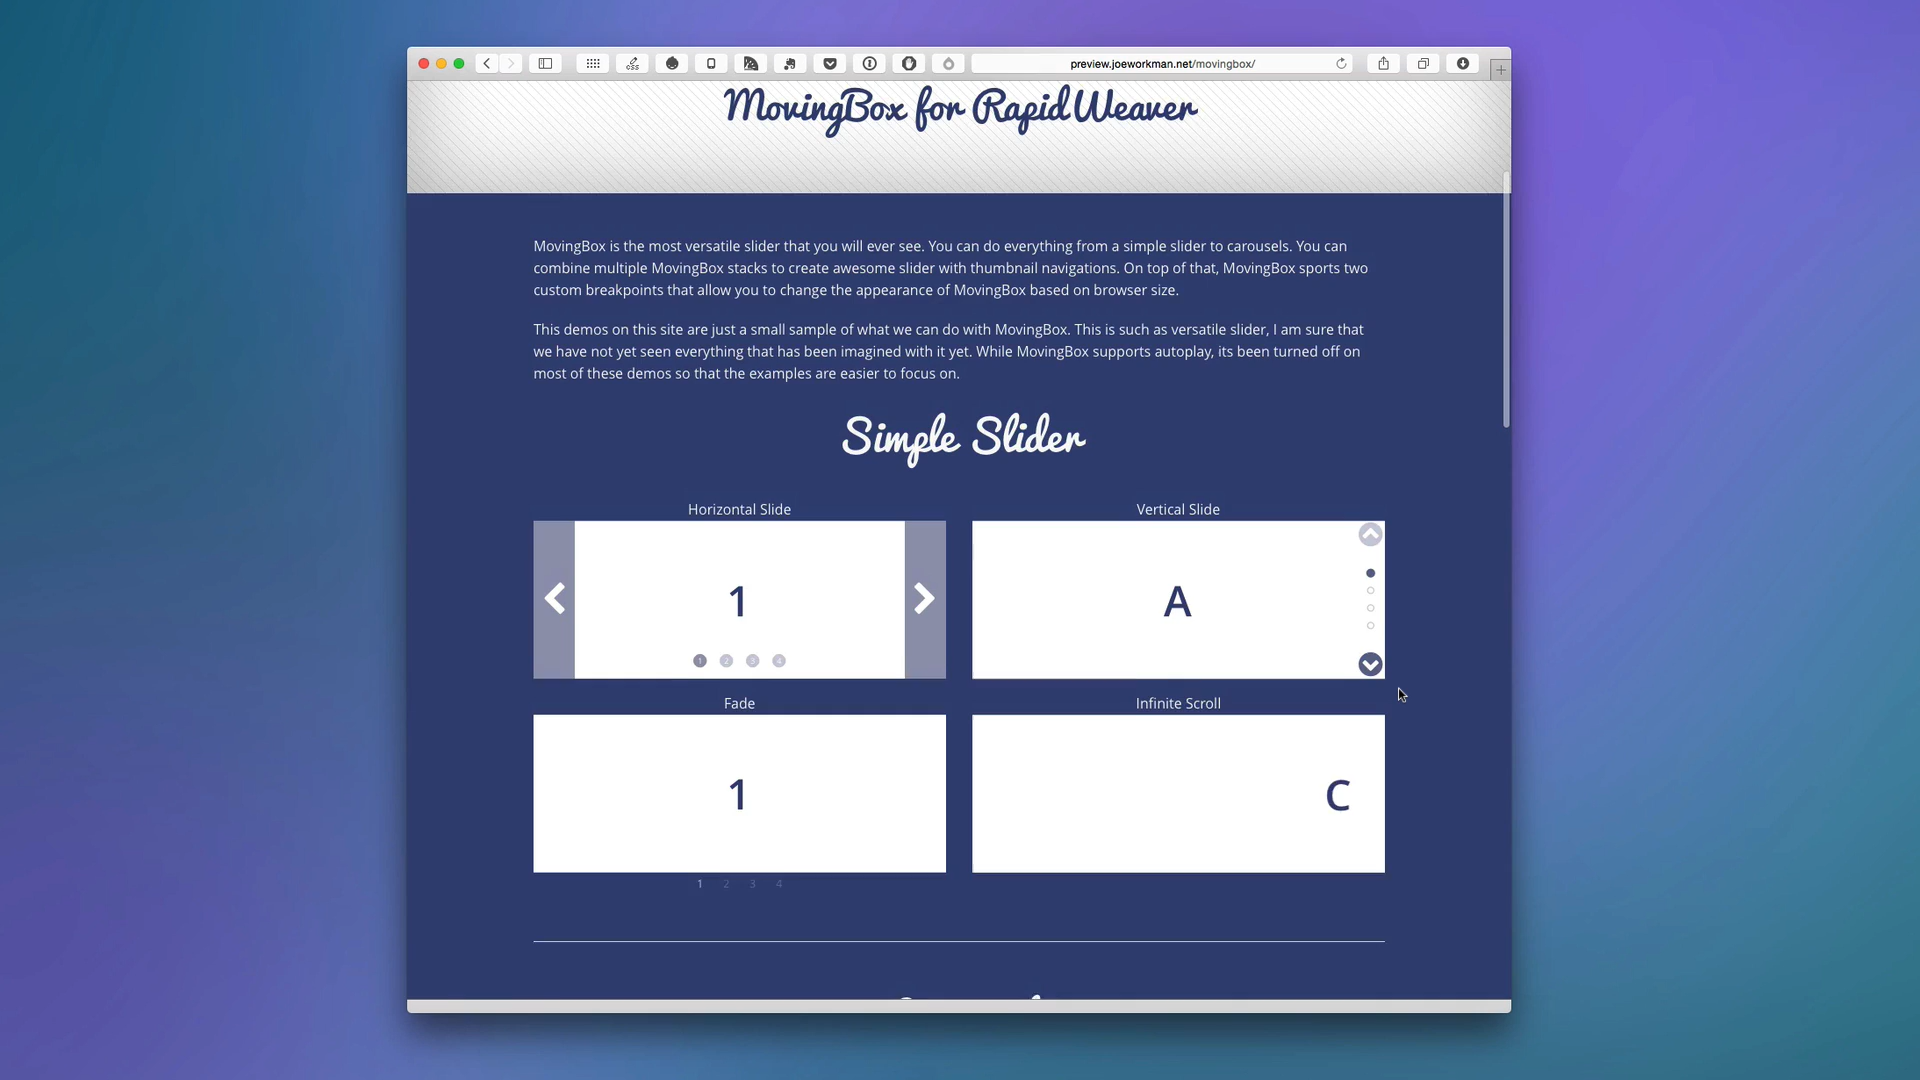 css
preview.joeworkman.net/movingbox/
MovingBox for RapidWeaver
MovingBox is the most versatile slider that you will ever see. You can do everything from a simple slider to carousels. You can
combine multiple MovingBox stacks to create awesome slider with thumbnail navigations. On top of that, MovingBox sports two
custom breakpoints that allow you to change the appearance of MovingBox based on browser size.
This demos on this site are just a small sample of what we can do with MovingBox. This is such as versatile slider, I am sure that
we have not yet seen everything that has been imagined with it yet. While MovingBox supports autoplay, its been turned off on
most of these demos so that the examples are easier to focus on.
Simple Slider
Horizontal Slide
Vertical Slide
1
A
1 2 3 4
Fade
Infinite Scroll
1
C
1 2 3 4